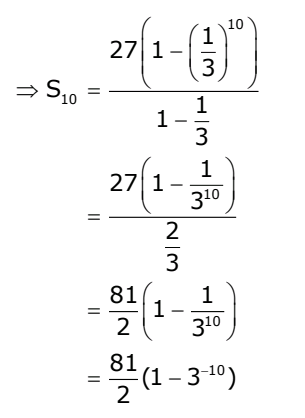 ⇒ S₁₀ = 27(1 − (1/3)¹⁰) / (1 − 1/3)
= 27(1 − 1/3¹⁰) / (2/3)
= 81/2 (1 − 1/3¹⁰)
= 81/2 (1 − 3⁻¹⁰)